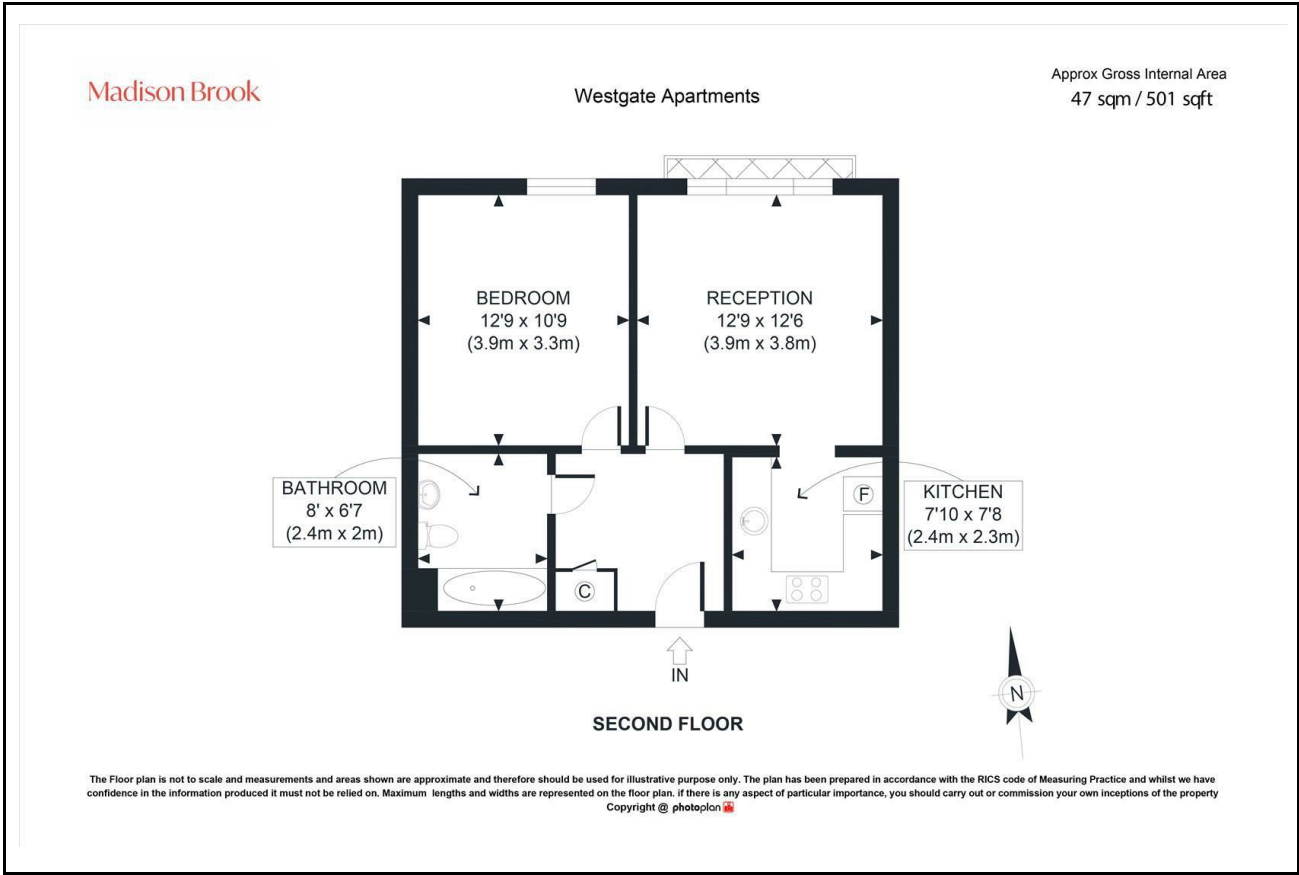 Madison Brook
Westgate Apartments
Approx Gross Internal Area
47 sqm / 501 sqft
BEDROOM
12'9 x 10'9
(3.9m x 3.3m)
RECEPTION
12'9 x 12'6
(3.9m x 3.8m)
BATHROOM
8' x 6'7
(2.4m x 2m)
F
KITCHEN
7'10 x 7'8
(2.4m x 2.3m)
C
IN
N
SECOND FLOOR
The Floor plan is not to scale and measurements and areas shown are approximate and therefore should be used for illustrative purpose only. The plan has been prepared in accordance with the RICS code of Measuring Practice and whilst we have
confidence in the information produced it must not be relied on. Maximum lengths and widths are represented on the floor plan. if there is any aspect of particular importance, you should carry out or commission your own inceptions of the property
Copyright @ photoplan